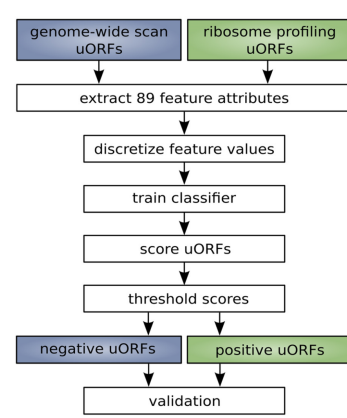 genome-wide scan
uORFs
ribosome profiling
uORFs
extract 89 feature attributes
discretize feature values
train classifier
score uORFs
threshold scores
negative uORFs
positive uORFs
validation